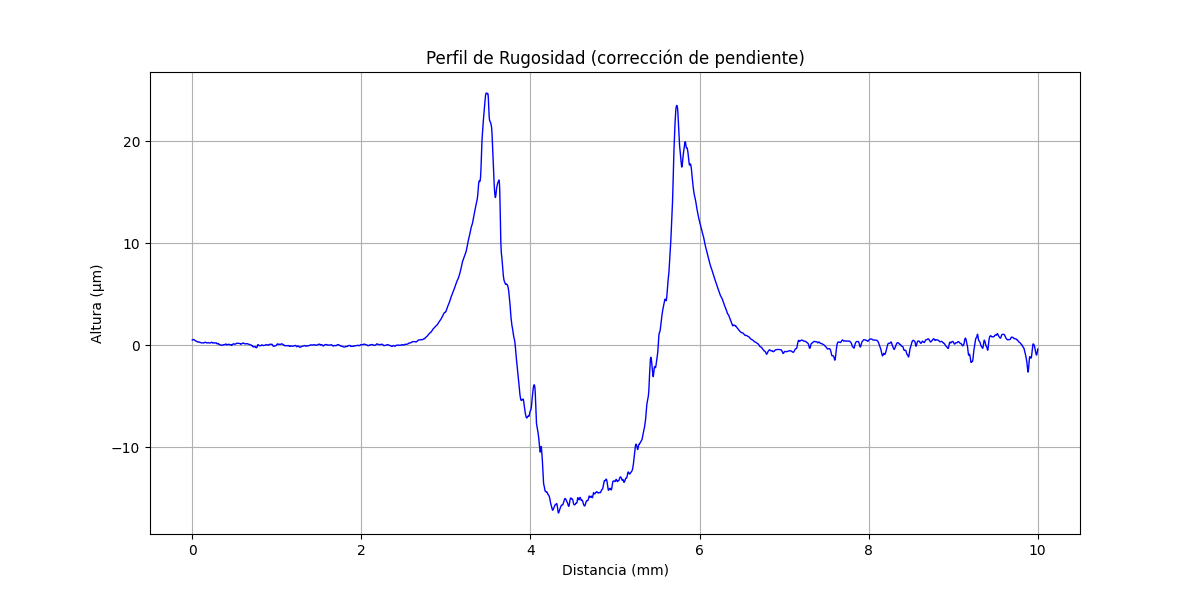 Perfil de Rugosidad (corrección de pendiente)
Altura (µm)
20
10
0
−10
0 2 4 6 8 10
Distancia (mm)